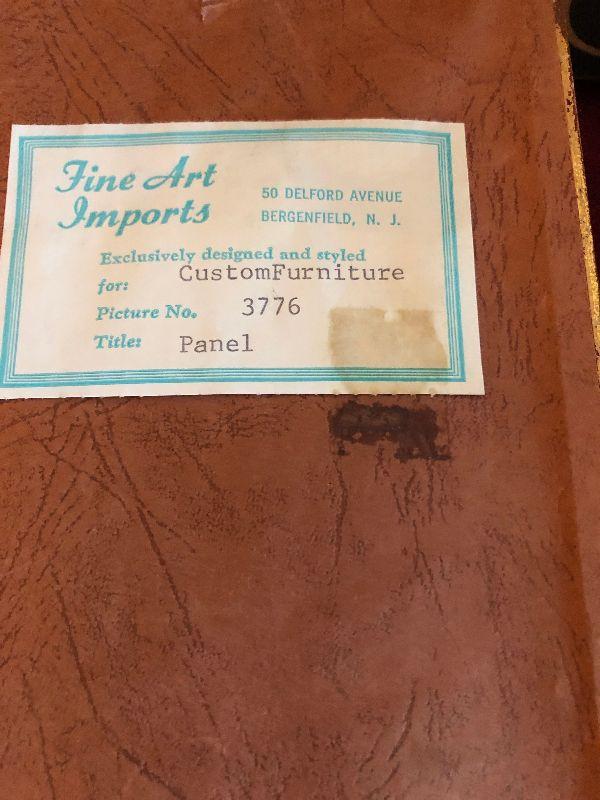 Fine Art
Imports
50 DELFORD AVENUE
BERGENFIELD, N. J.
Exclusively designed and styled
for: CustomFurniture
Picture No. 3776
Title: Panel